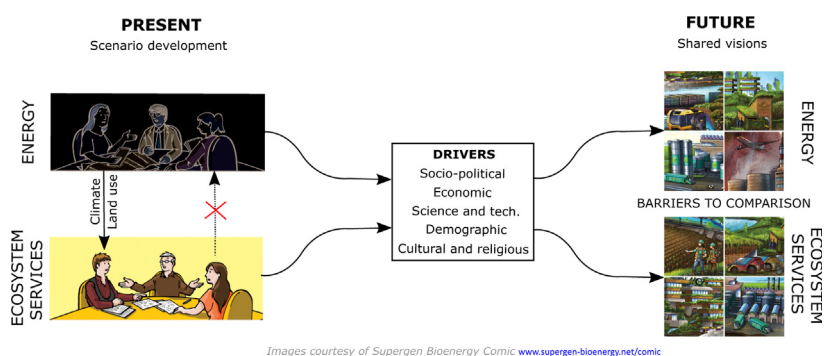 PRESENT
Scenario development
FUTURE
Shared visions
ENERGY
Climate
Land use
ECOSYSTEM
SERVICES
DRIVERS
Socio-political
Economic
Science and tech.
Demographic
Cultural and religious
ENERGY
BARRIERS TO COMPARISON
ECOSYSTEM
SERVICES
Images courtesy of Supergen Bioenergy Comic www.supergen-bioenergy.net/comic